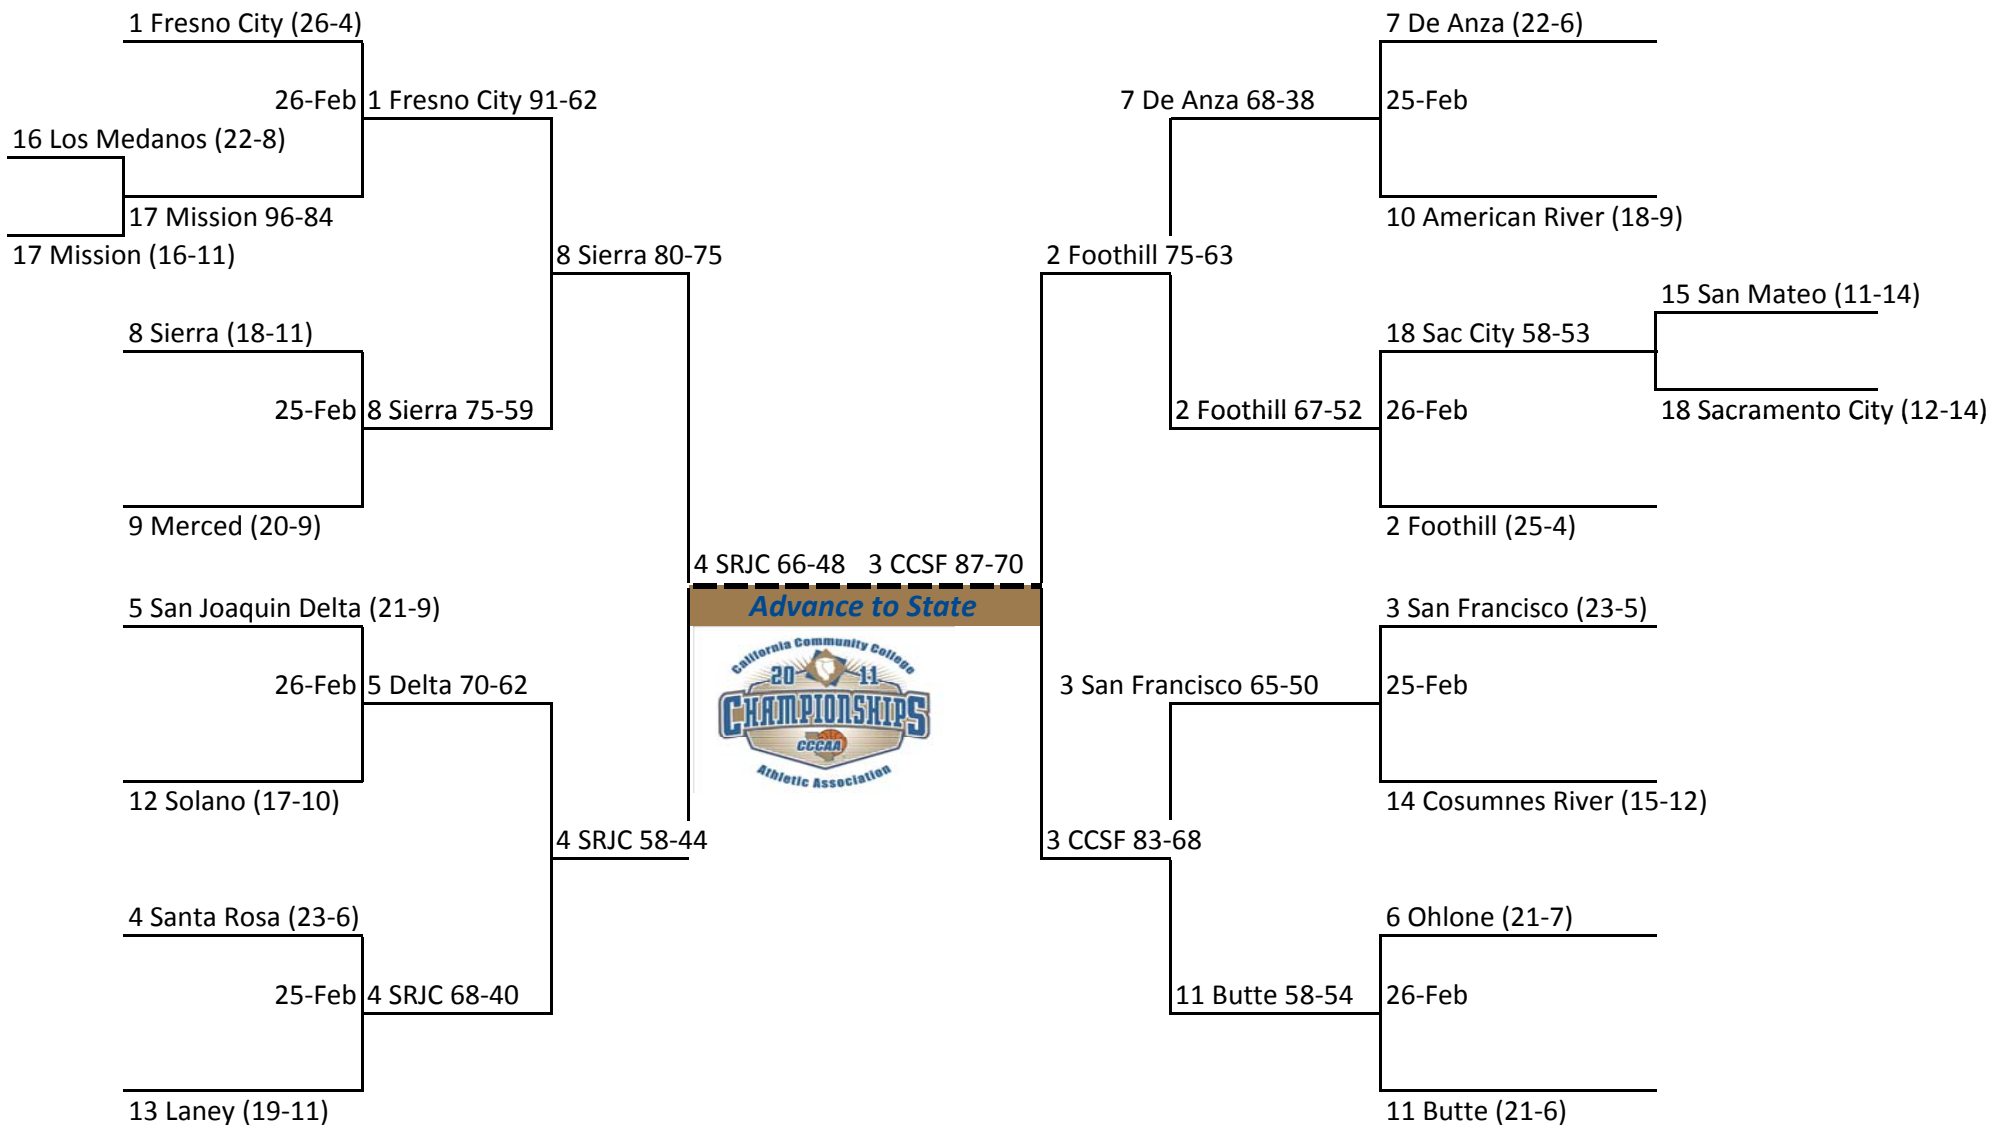 1 Fresno City (26-4)
7 De Anza (22-6)
26-Feb
1 Fresno City 91-62
7 De Anza 68-38
25-Feb
16 Los Medanos (22-8)
17 Mission 96-84
10 American River (18-9)
17 Mission (16-11)
8 Sierra 80-75
2 Foothill 75-63
15 San Mateo (11-14)
8 Sierra (18-11)
18 Sac City 58-53
25-Feb
8 Sierra 75-59
2 Foothill 67-52
26-Feb
18 Sacramento City (12-14)
9 Merced (20-9)
2 Foothill (25-4)
4 SRJC 66-48
3 CCSF 87-70
Advance to State
5 San Joaquin Delta (21-9)
3 San Francisco (23-5)
California Community College
20 11
CHAMPIONSHIPS
CCCAA
Athletic Association
26-Feb
5 Delta 70-62
3 San Francisco 65-50
25-Feb
12 Solano (17-10)
14 Cosumnes River (15-12)
4 SRJC 58-44
3 CCSF 83-68
4 Santa Rosa (23-6)
6 Ohlone (21-7)
25-Feb
4 SRJC 68-40
11 Butte 58-54
26-Feb
13 Laney (19-11)
11 Butte (21-6)